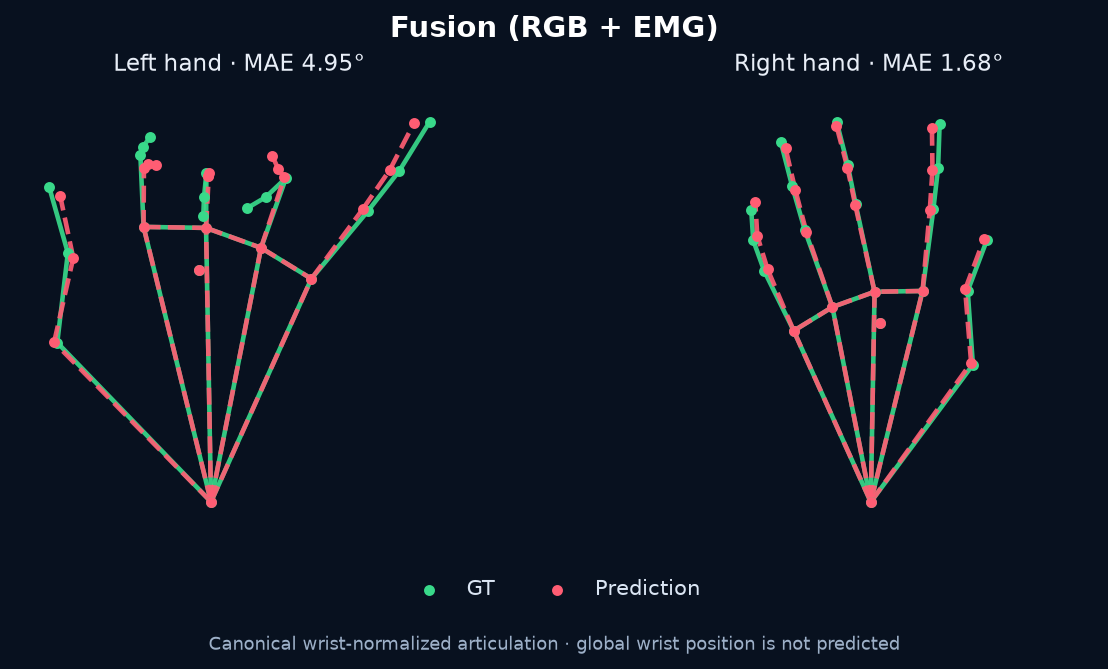 Fusion (RGB + EMG)
Left hand · MAE 4.95°
Right hand · MAE 1.68°
GT
Prediction
Canonical wrist-normalized articulation · global wrist position is not predicted